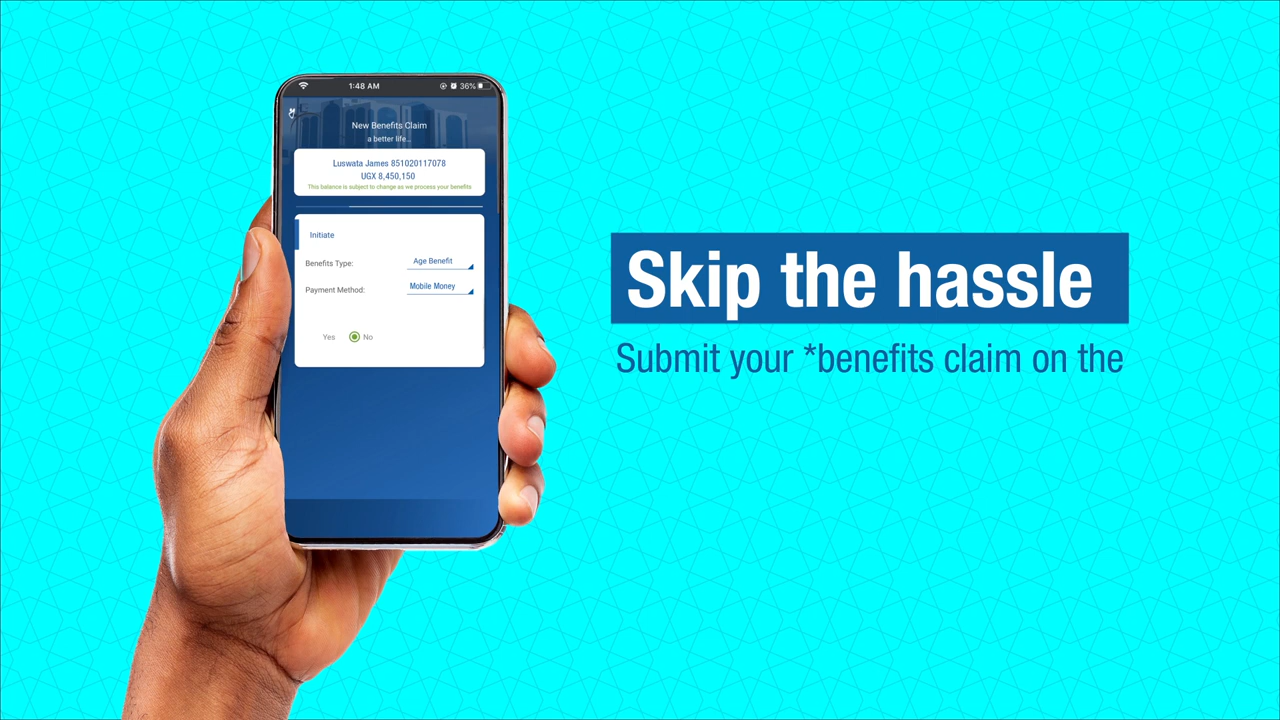 1:48 AM
36%
New Benefits Claim
a better life...
Luswata James 851020117078
UGX 8,450,150
This balance is subject to change as we process your benefits
Initiate
Benefits Type:
Age Benefit
Payment Method:
Mobile Money
Yes
No
Skip the hassle
Submit your *benefits claim on the